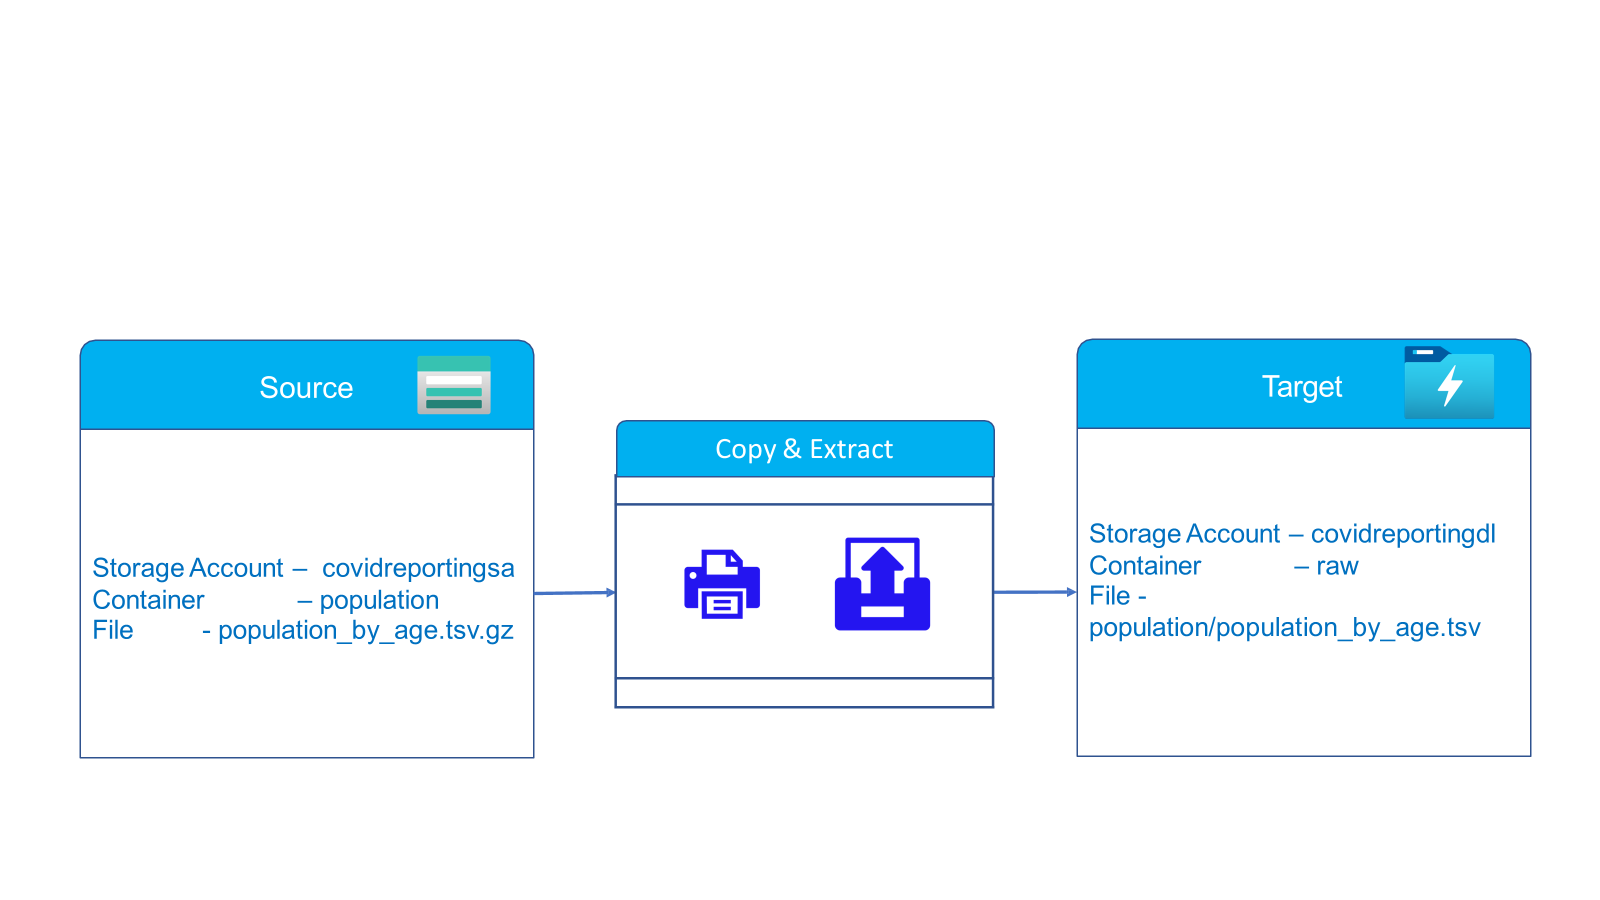 Source
Storage Account – covidreportingsa
Container – population
File - population_by_age.tsv.gz
Copy & Extract
Target
Storage Account – covidreportingdl
Container – raw
File -
population/population_by_age.tsv